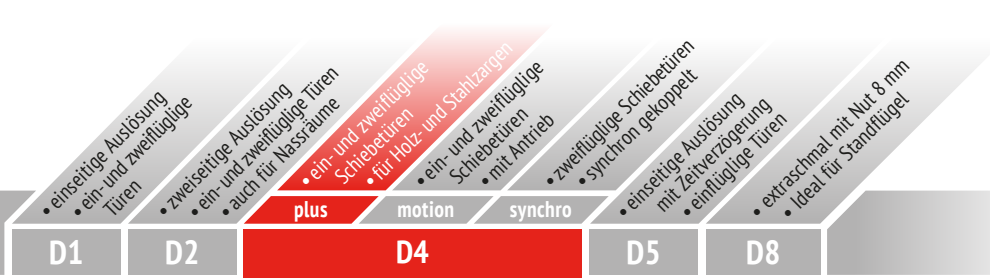 • einseitige Auslösung
• ein- und zweiflüglige
Türen
• zweiseitige Auslösung
• ein- und zweiflüglige Türen
• auch für Nassräume
• ein- und zweiflüglige
Schiebetüren
• für Holz- und Stahlzargen
• ein- und zweiflüglige
Schiebetüren
• mit Antrieb
• zweiflüglige Schiebetüren
• synchron gekoppelt
• einseitige Auslösung
mit Zeitverzögerung
• einflüglige Türen
• extraschmal mit Nut 8 mm
• Ideal für Standflügel
plus motion synchro
D1 D2 D4 D5 D8